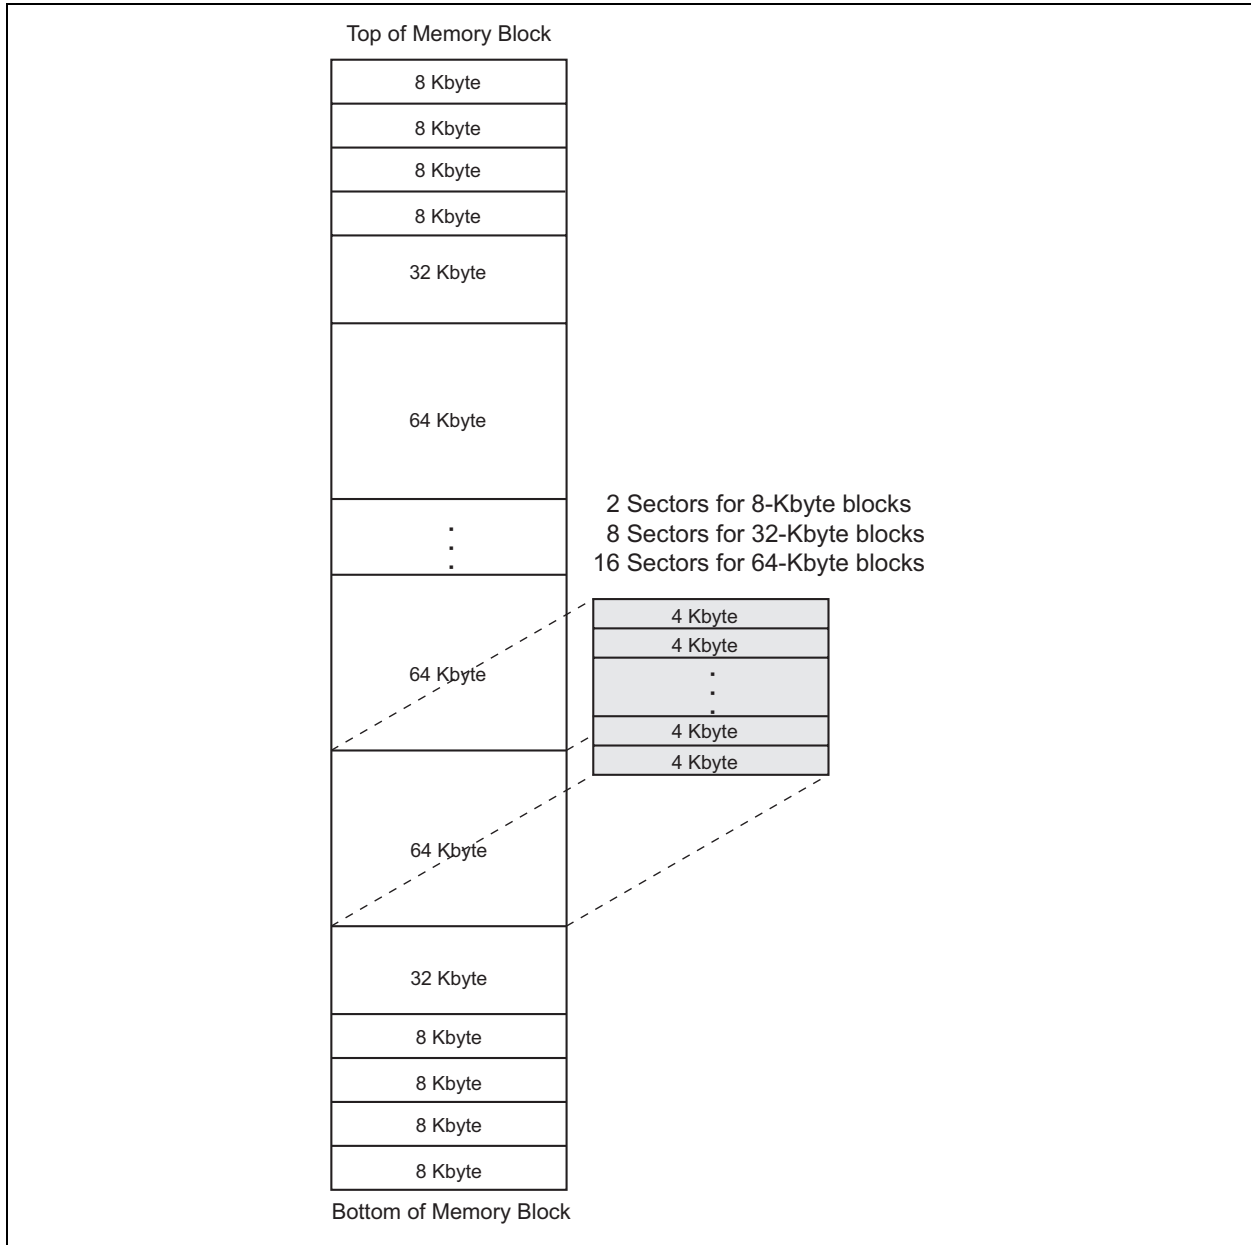 Top of Memory Block
8 Kbyte
8 Kbyte
8 Kbyte
8 Kbyte
32 Kbyte
64 Kbyte
.
.
.
64 Kbyte
64 Kbyte
32 Kbyte
8 Kbyte
8 Kbyte
8 Kbyte
8 Kbyte
Bottom of Memory Block
2 Sectors for 8-Kbyte blocks
8 Sectors for 32-Kbyte blocks
16 Sectors for 64-Kbyte blocks
4 Kbyte
4 Kbyte
.
.
.
4 Kbyte
4 Kbyte